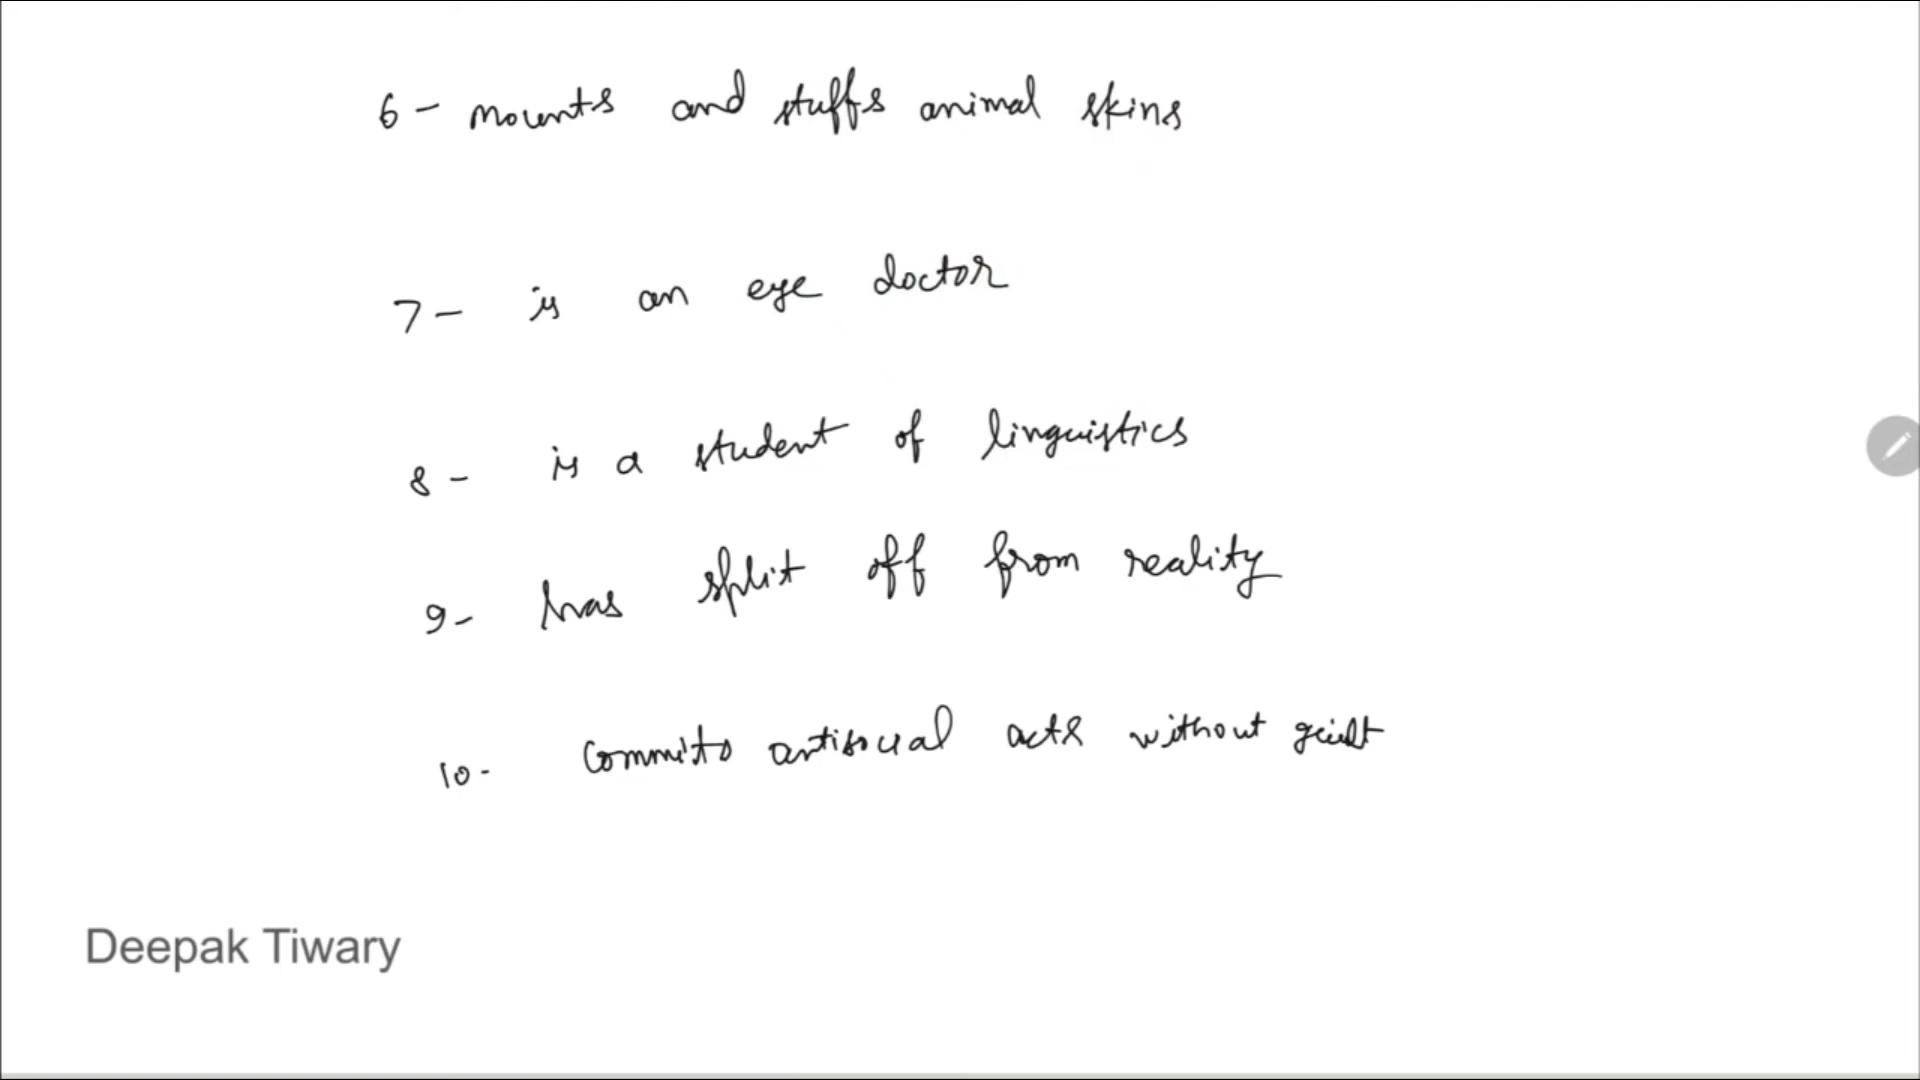 6 - mounts and stuffs animal skins
7 - is an eye doctor
8 - is a student of linguistics
9 - has split off from reality
10 - Commits antisocial acts without guilt
Deepak Tiwary